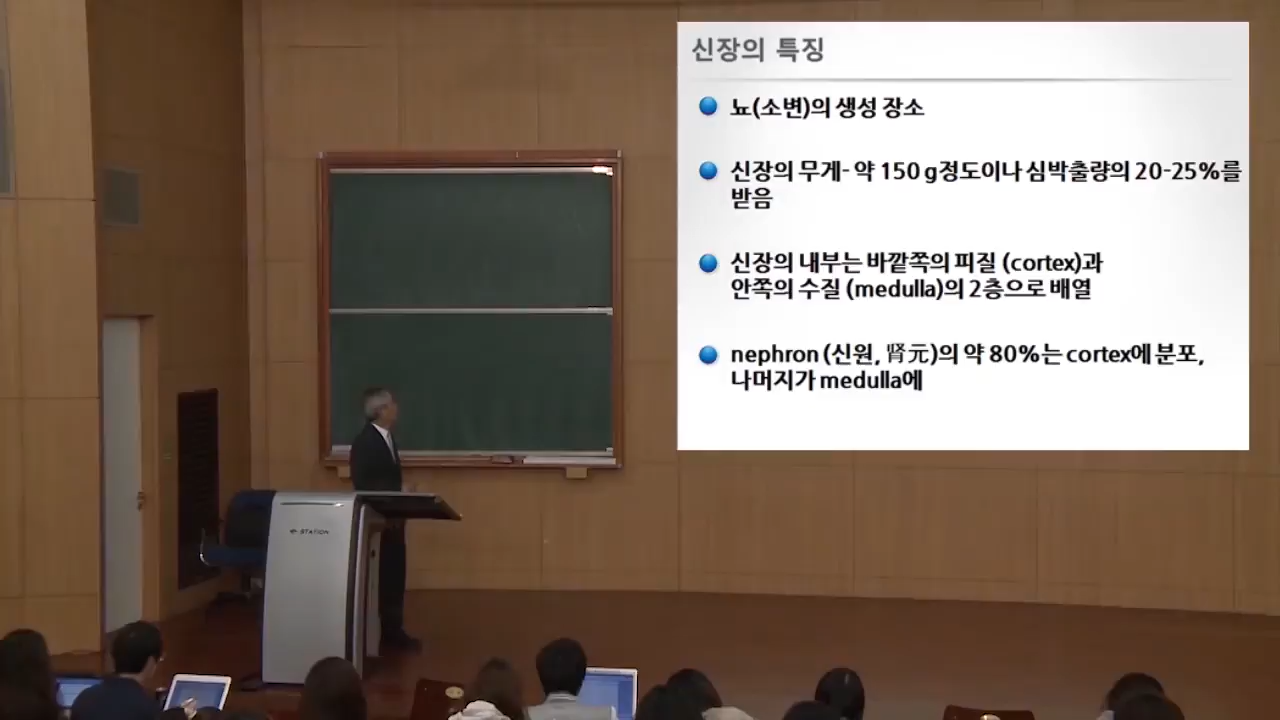 신장의 특징
뇨(소변)의 생성 장소
신장의 무게- 약 150 g정도이나 심박출량의 20-25%를
받음
신장의 내부는 바깥쪽의 피질 (cortex)과
안쪽의 수질 (medulla)의 2층으로 배열
nephron (신원, 腎元)의 약 80%는 cortex에 분포,
나머지가 medulla에
STATION